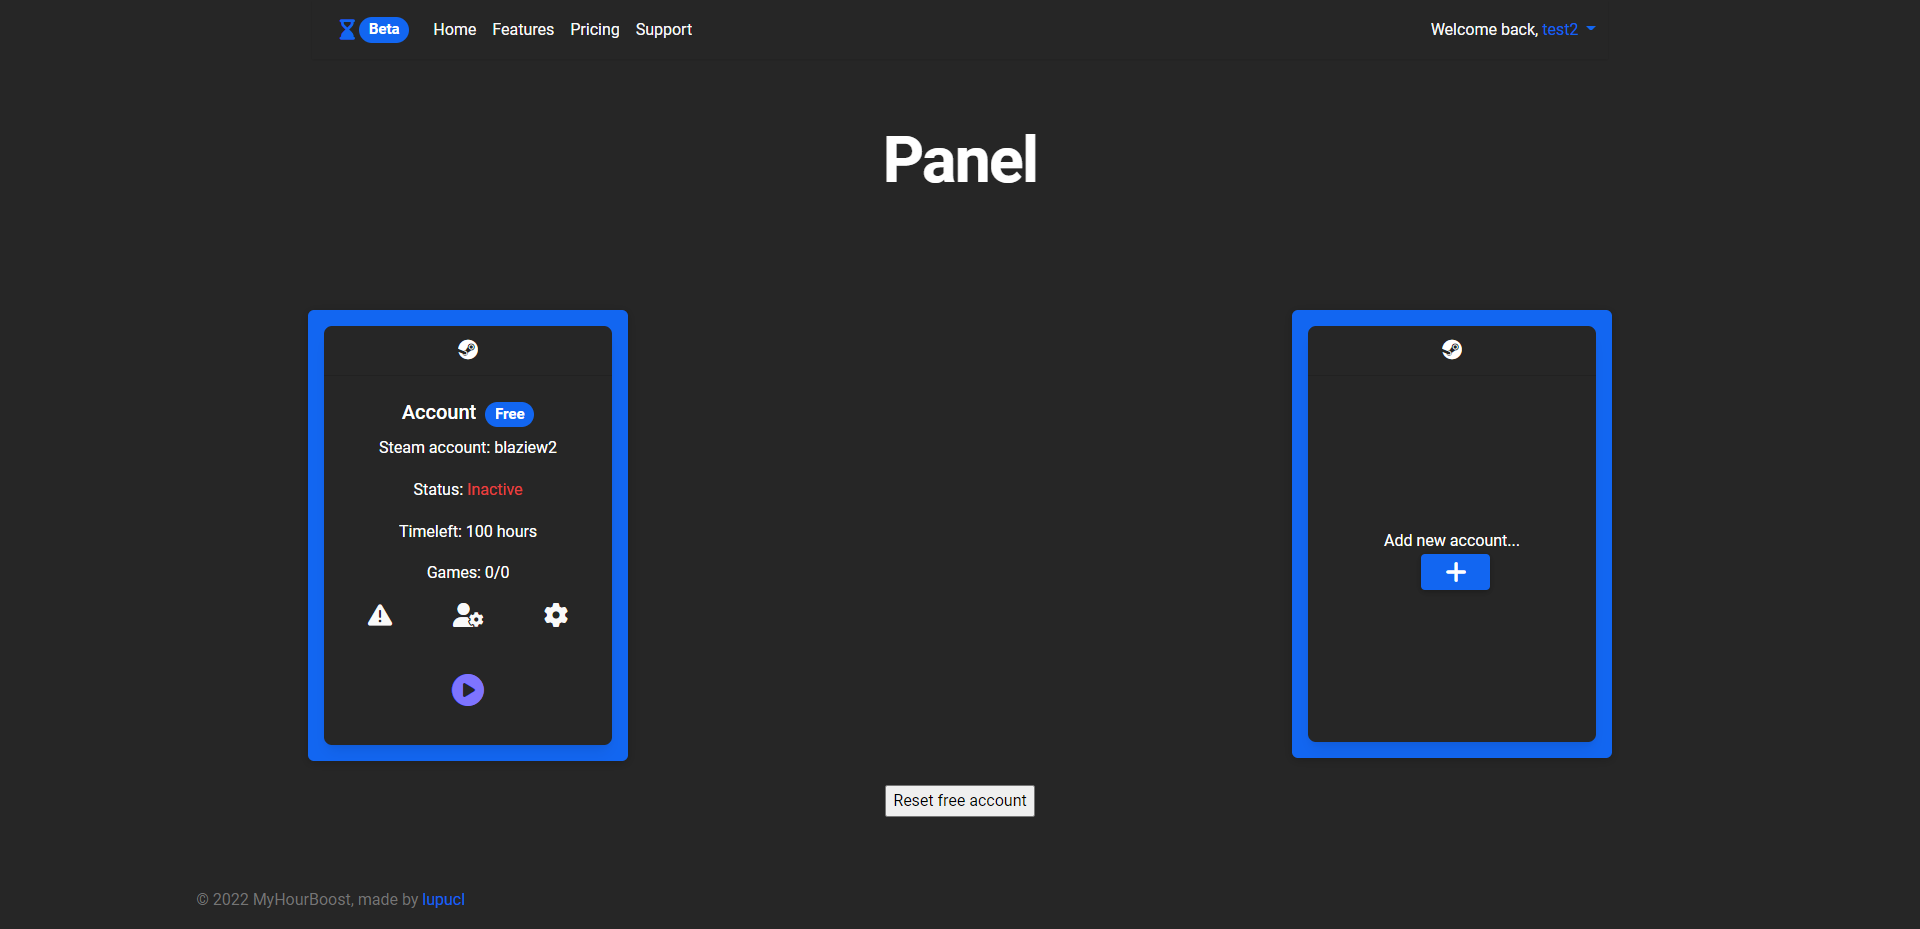 Beta Home Features Pricing Support Welcome back, test2
Panel
Account Free
Steam account: blaziew2
Status: Inactive
Timeleft: 100 hours
Games: 0/0
Add new account...
Reset free account
© 2022 MyHourBoost, made by lupucl